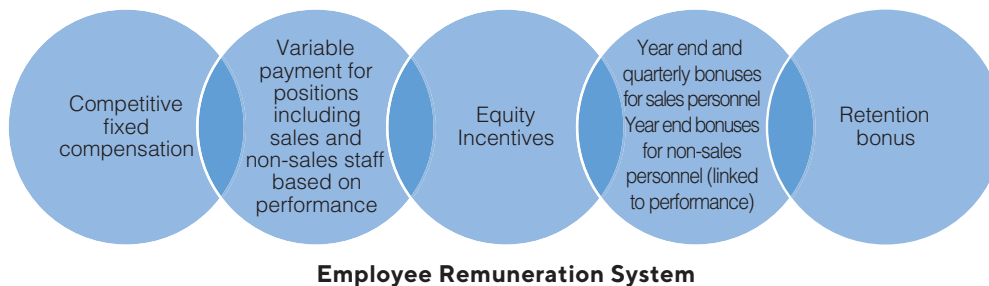 Competitive
fixed
compensation
Variable
payment for
positions
including
sales and
non-sales staff
based on
performance
Equity
Incentives
Year end and
quarterly bonuses
for sales personnel
Year end bonuses
for non-sales
personnel (linked
to performance)
Retention
bonus
Employee Remuneration System